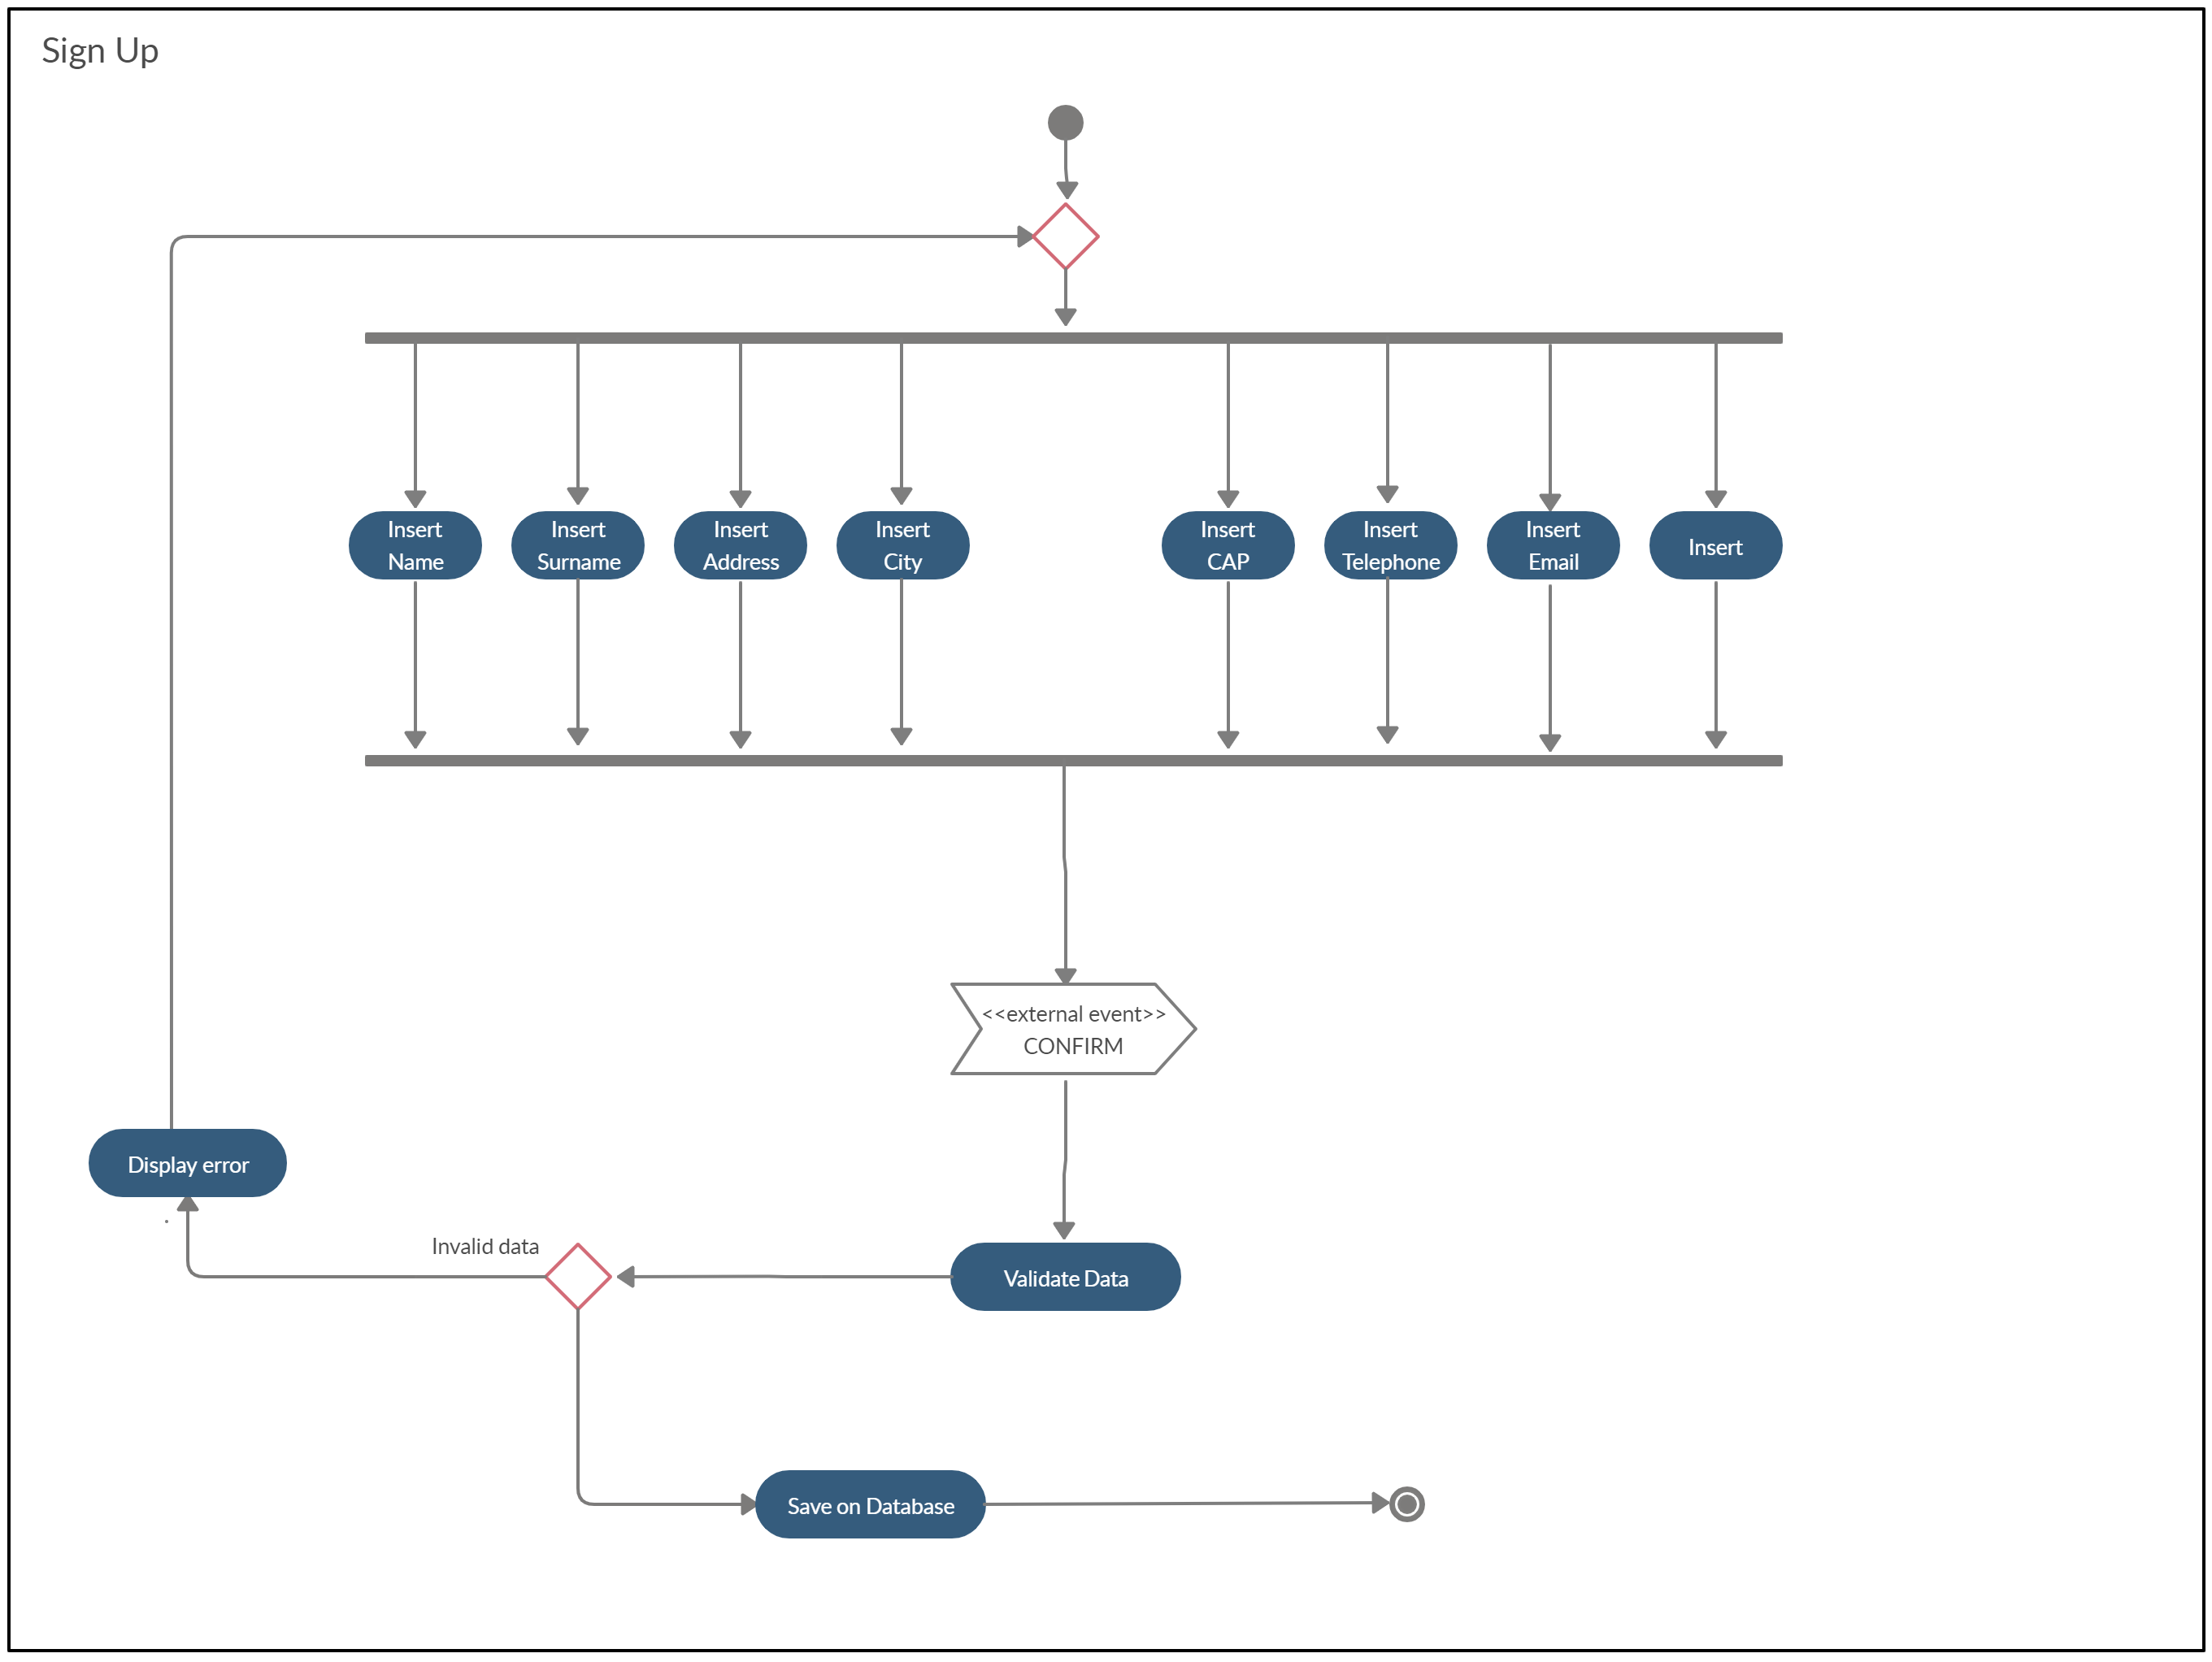 Sign Up
Insert
Name
Insert
Surname
Insert
Address
Insert
City
Insert
CAP
Insert
Telephone
Insert
Email
Insert
<<external event>>
CONFIRM
Display error
.
Invalid data
Validate Data
Save on Database